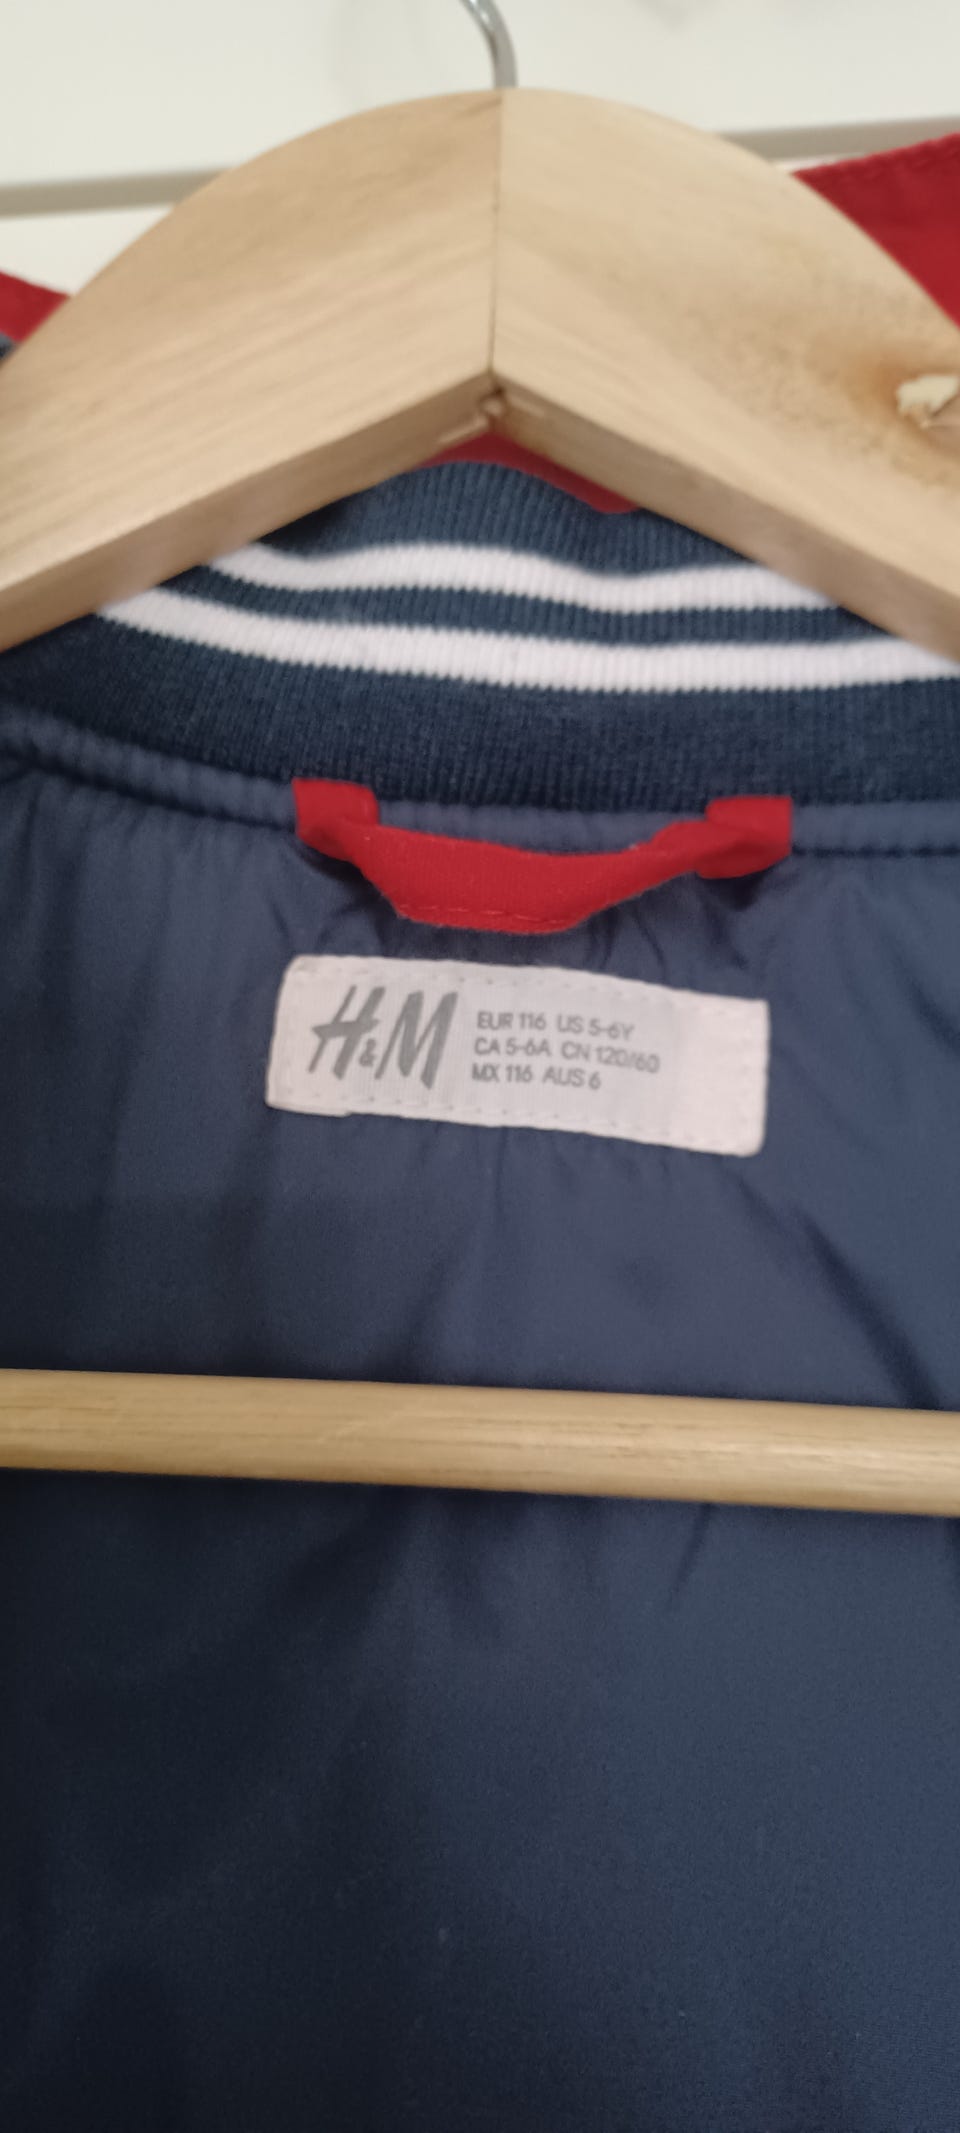 H&M
EUR 116 US 5-6Y
CA 5-6A CN 120/60
MX 116 AUS 6